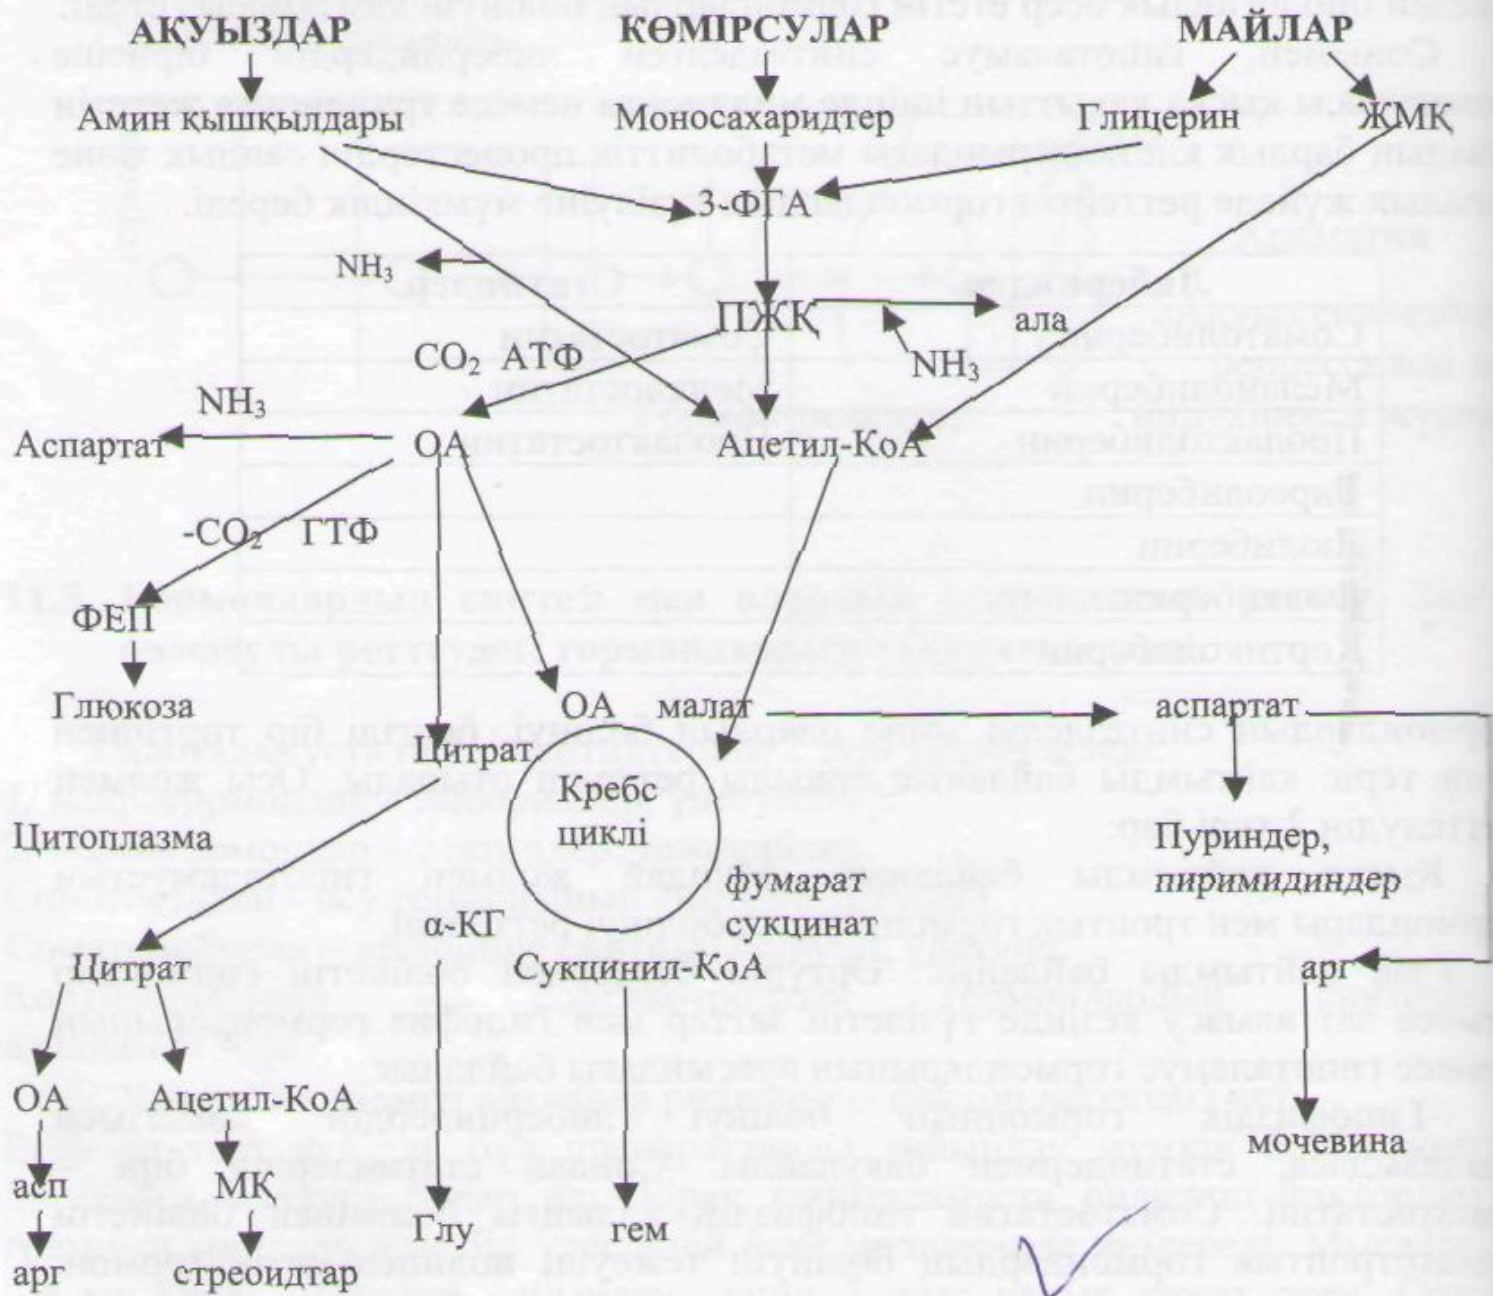 АҚУЫЗДАР КӨМІРСУЛАР МАЙЛАР
Амин қышқылдары Моносахаридтер Глицерин ЖМҚ
3-ФГА
NH₃
ПЖҚ ала
CO₂ АТФ NH₃
NH₃
Аспартат ОА Ацетил-КоА
-CO₂ ГТФ
ФЕП
Глюкоза ОА малат аспартат
Цитрат
Кребс
Цитоплазма циклі Пуриндер,
фумарат пиримидиндер
α-КГ сукцинат
Цитрат Сукцинил-КоА арг
ОА Ацетил-КоА
мочевина
асп МҚ
Глу гем
арг стреоидтар